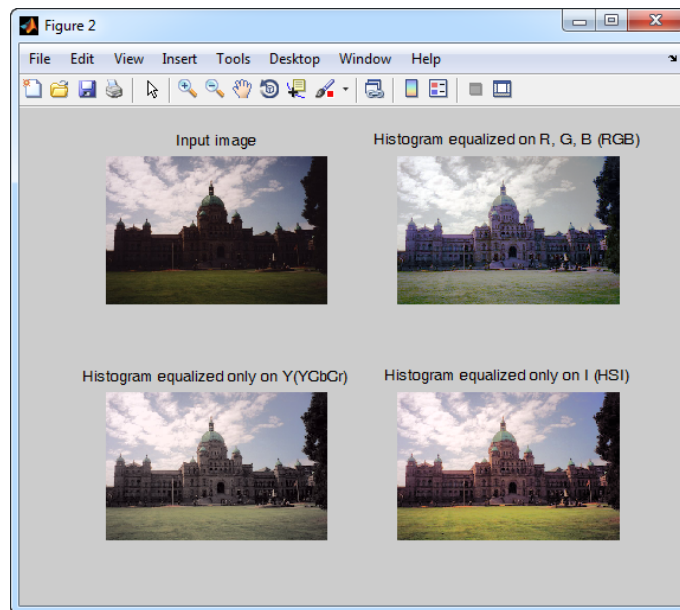 Figure 2
File Edit View Insert Tools Desktop Window Help
Input image
Histogram equalized on R, G, B (RGB)
Histogram equalized only on Y(YCbCr)
Histogram equalized only on I (HSI)